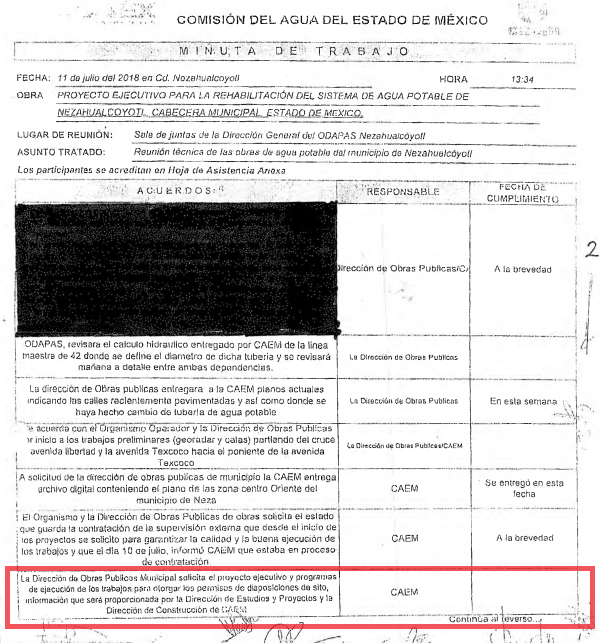 COMISIÓN DEL AGUA DEL ESTADO DE MÉXICO
MINUTA DE TRABAJO
FECHA: 11 de julio del 2018 en Cd. Nezahualcoyotl HORA 13:34
OBRA PROYECTO EJECUTIVO PARA LA REHABILITACIÓN DEL SISTEMA DE AGUA POTABLE DE
NEZAHUALCOYOTL, CABECERA MUNICIPAL, ESTADO DE MEXICO.
LUGAR DE REUNIÓN: Sala de juntas de la Dirección General del ODAPAS Nezahualcóyotl
ASUNTO TRATADO: Reunión técnica de las obras de agua potable del municipio de Nezahualcóyotl
Los participantes se acreditan en Hoja de Asistencia Anexa
ACUERDOS: RESPONSABLE FECHA DE
CUMPLIMIENTO
Dirección de Obras Publicas/CA A la brevedad
2
ODAPAS, revisara el calculo hidraulico entregado por CAEM de la linea
maestre de 42 donde se define el diametro de dicha tuberia y se revisará
mañana a detalle entre ambas dependencias.
La Dirección de Obras Publicas
La dirección de Obras publicas entregara a la CAEM planos actuales
indicando las calles recientemente pavimentadas y así como donde se
haya hecho cambio de tuberia de agua potable
La Dirección de Obras Publicas En esta semana
e acuerda con el Organismo Operador y la Dirección de Obras Publicas
r inicio a los trabajos preliminares (georadar y calas) partiendo del cruce
avenida libertad y la avenida Texcoco hacia el poniente de la avenida
Texcoco
La Dirección de Obras Publicas/CAEM
A solicitud de la dirección de obras publicas de municipio la CAEM entrega
archivo digital conteniendo el plano de las zona centro Oriente del
municipio de Neza
CAEM Se entregó en esta
fecha
El Organismo y la Dirección de Obras Publicas de obras solicita el estado
que guarda la contratación de la supervisión externa que desde el inicio de
los proyectos se solicito para garantizar la calidad y la buena ejecución de
los trabajos y que el día 10 de julio, informó CAEM que estaba en proceso
de contratación.
CAEM A la brevedad
La Dirección de Obras Publicos Municipal solicita el proyecto ejecutivo y programas
de ejecución de los trabajos para otorgar los permisos de disposiciones de sito,
información que será proporcionada por la Dirección de Estudios y Proyectos y la
Dirección de Construcción de CAEM
CAEM
Continúa al reverso...